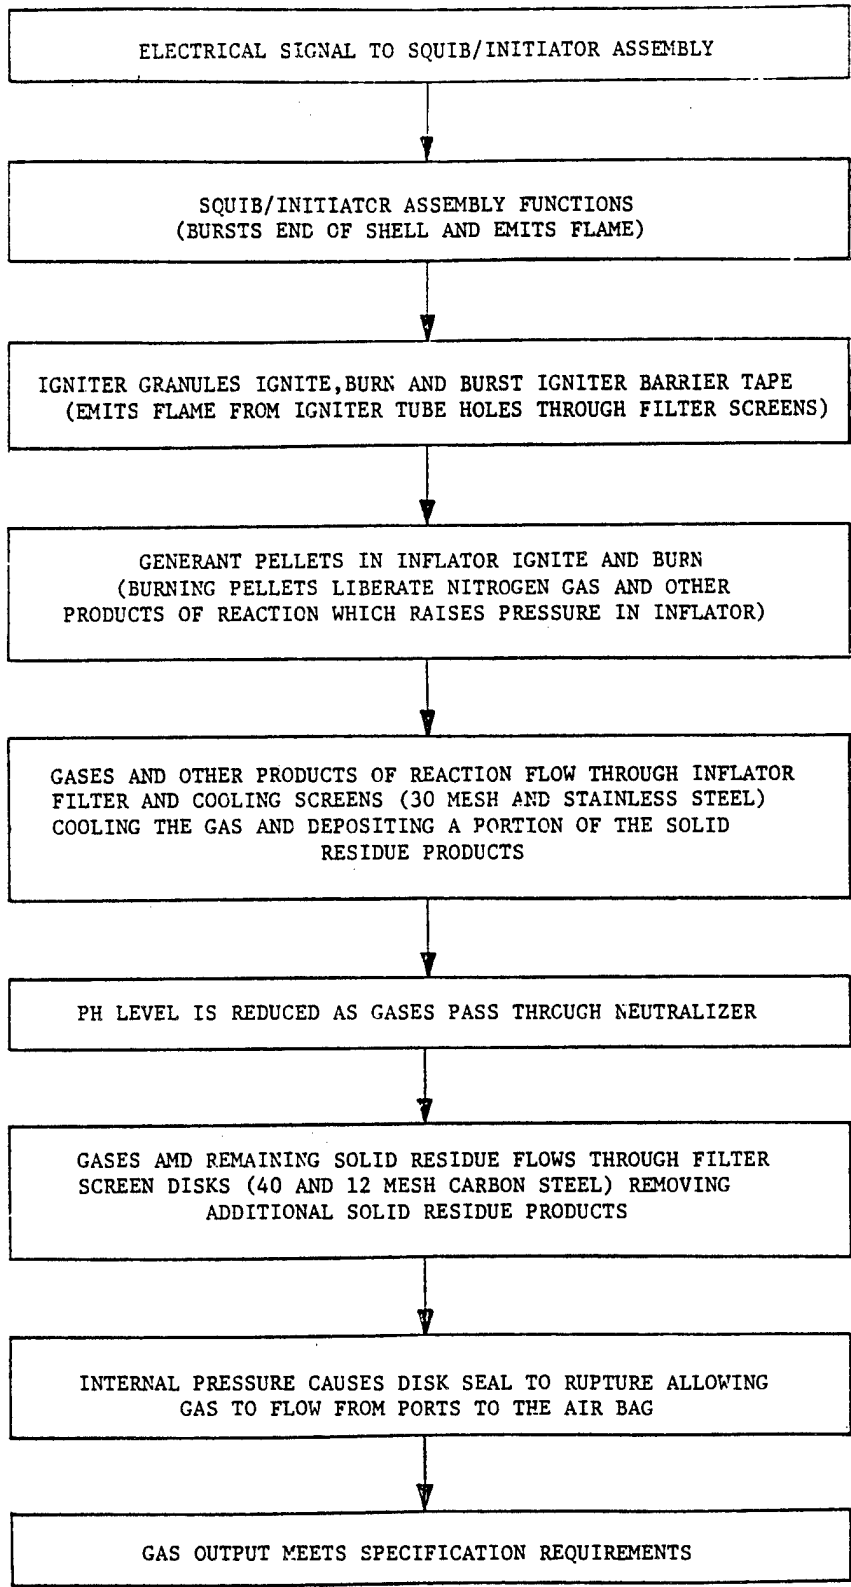 ELECTRICAL SIGNAL TO SQUIB/INITIATOR ASSEMBLY
SQUIB/INITIATOR ASSEMBLY FUNCTIONS
(BURSTS END OF SHELL AND EMITS FLAME)
IGNITER GRANULES IGNITE,BURN AND BURST IGNITER BARRIER TAPE
(EMITS FLAME FROM IGNITER TUBE HOLES THROUGH FILTER SCREENS)
GENERANT PELLETS IN INFLATOR IGNITE AND BURN
(BURNING PELLETS LIBERATE NITROGEN GAS AND OTHER
PRODUCTS OF REACTION WHICH RAISES PRESSURE IN INFLATOR)
GASES AND OTHER PRODUCTS OF REACTION FLOW THROUGH INFLATOR
FILTER AND COOLING SCREENS (30 MESH AND STAINLESS STEEL)
COOLING THE GAS AND DEPOSITING A PORTION OF THE SOLID
RESIDUE PRODUCTS
PH LEVEL IS REDUCED AS GASES PASS THROUGH NEUTRALIZER
GASES AMD REMAINING SOLID RESIDUE FLOWS THROUGH FILTER
SCREEN DISKS (40 AND 12 MESH CARBON STEEL) REMOVING
ADDITIONAL SOLID RESIDUE PRODUCTS
INTERNAL PRESSURE CAUSES DISK SEAL TO RUPTURE ALLOWING
GAS TO FLOW FROM PORTS TO THE AIR BAG
GAS OUTPUT MEETS SPECIFICATION REQUIREMENTS